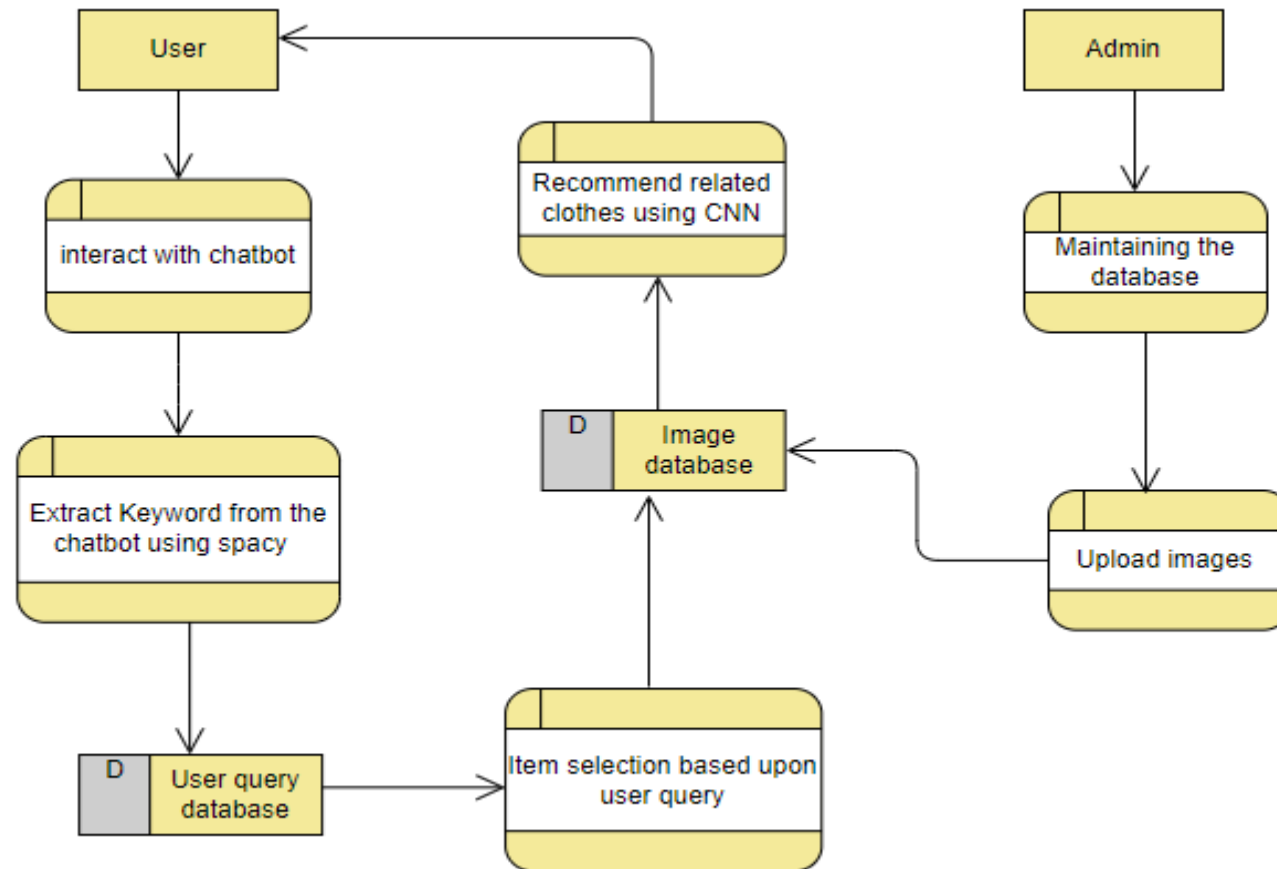 User
Admin
Recommend related
clothes using CNN
interact with chatbot
Maintaining the
database
D
Image
database
Extract Keyword from the
chatbot using spacy
Upload images
D
User query
database
Item selection based upon
user query